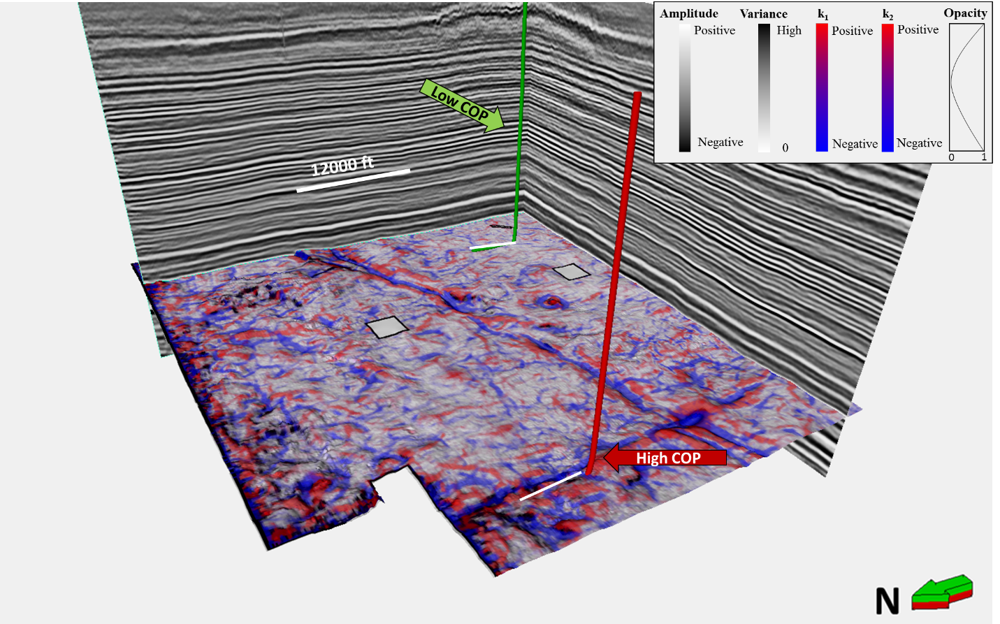 Amplitude Variance k1 k2 Opacity
Positive High Positive Positive
Negative 0 Negative Negative
0 1
Low COP
12000 ft
High COP
N